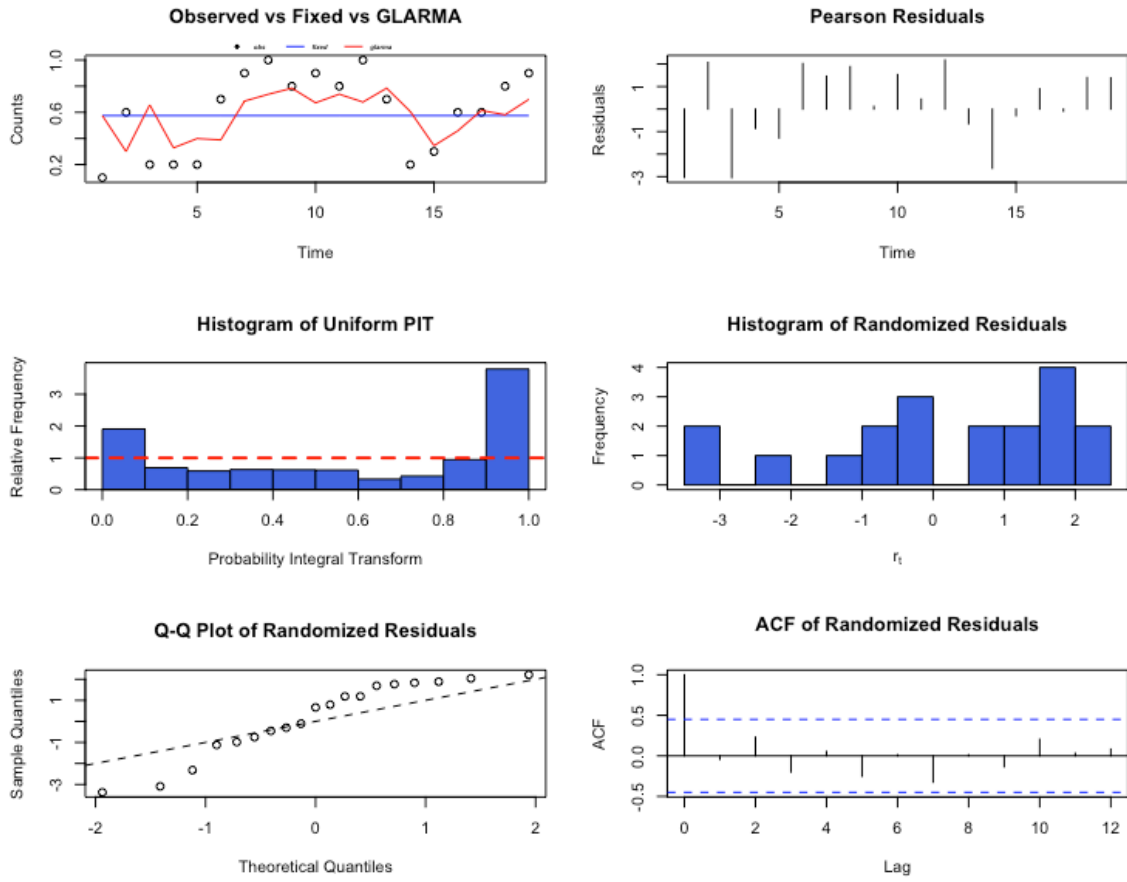 Observed vs Fixed vs GLARMA
obs fixed glarma
Counts
0.2 0.6 1.0
5 10 15
Time
Pearson Residuals
Residuals
-3 -1 1
5 10 15
Time
Histogram of Uniform PIT
Relative Frequency
0 1 2 3
0.0 0.2 0.4 0.6 0.8 1.0
Probability Integral Transform
Histogram of Randomized Residuals
Frequency
0 1 2 3 4
-3 -2 -1 0 1 2
rₜ
Q-Q Plot of Randomized Residuals
Sample Quantiles
-3 -1 1
-2 -1 0 1 2
Theoretical Quantiles
ACF of Randomized Residuals
ACF
-0.5 0.0 0.5 1.0
0 2 4 6 8 10 12
Lag